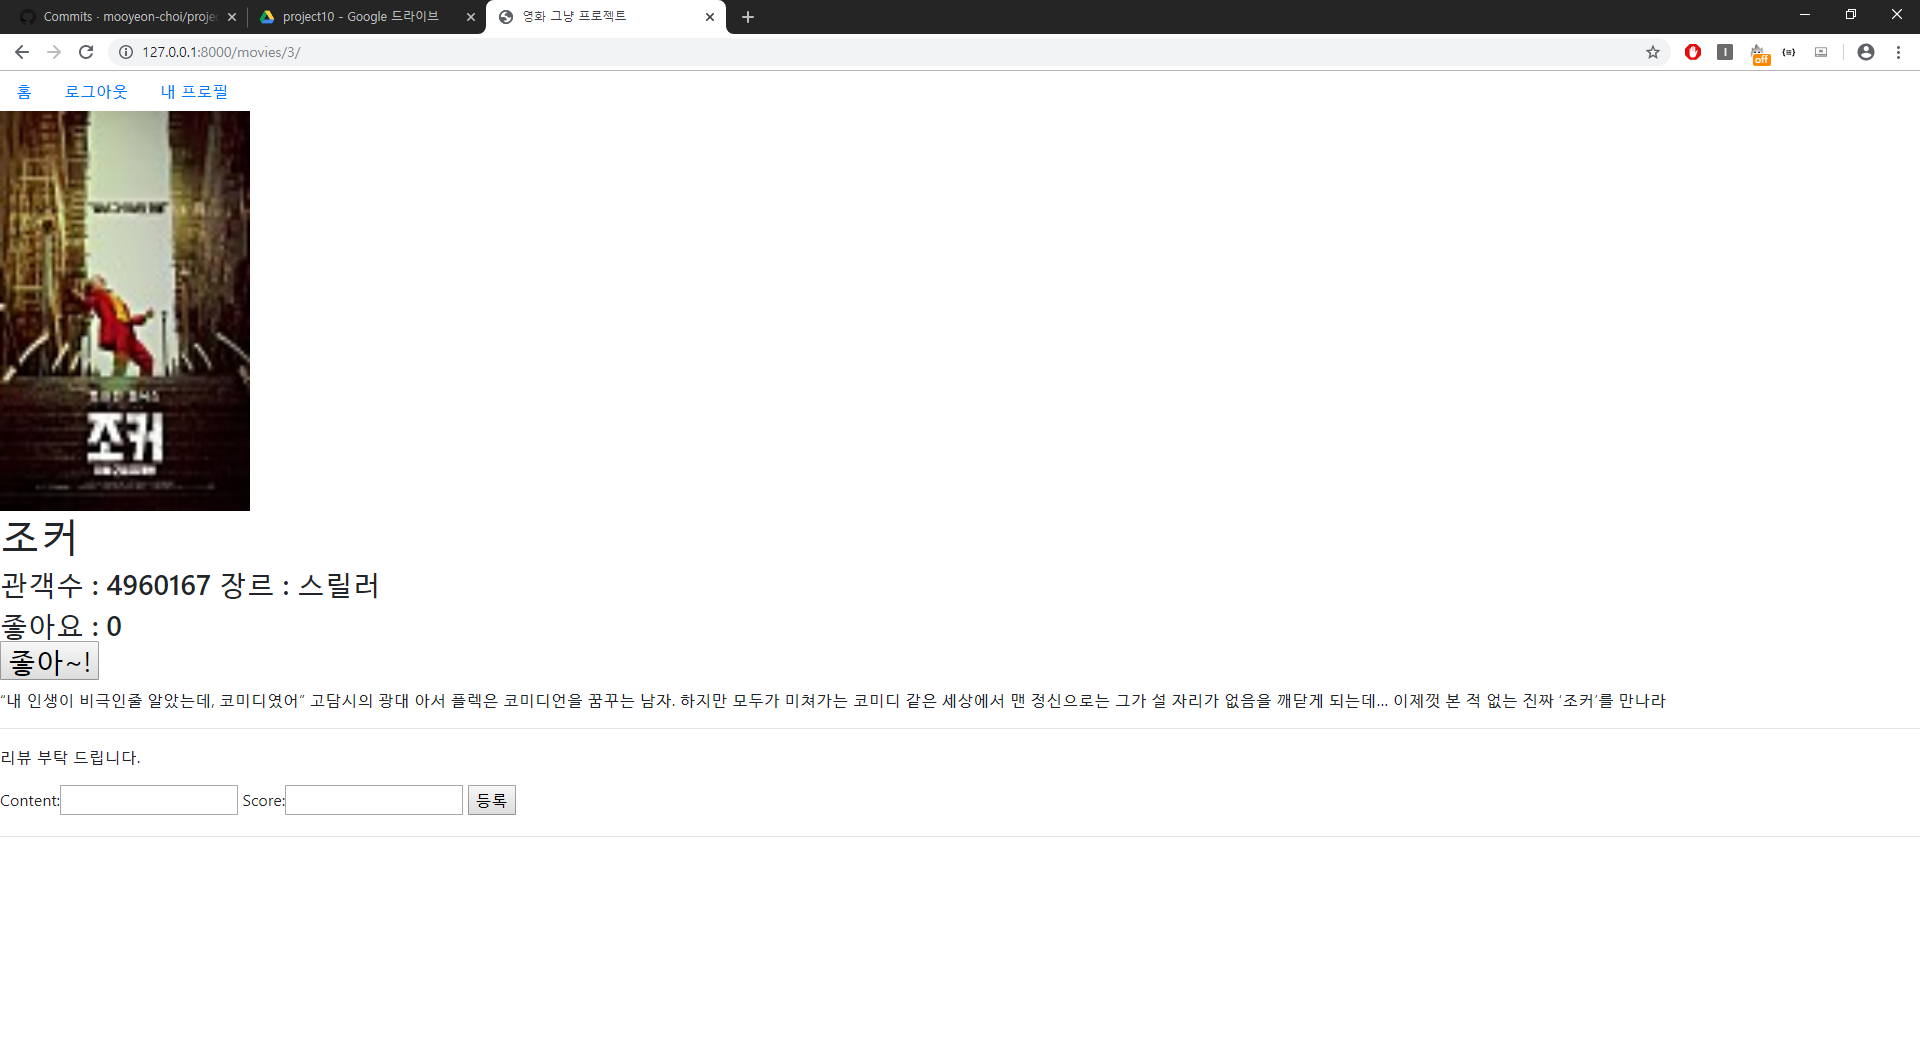 Commits · mooyeon-choi/projec
project10 - Google 드라이브
영화 그냥 프로젝트
127.0.0.1:8000/movies/3/
off
홈 로그아웃 내 프로필
조커
조커
관객수 : 4960167 장르 : 스릴러
좋아요 : 0
좋아~!
“내 인생이 비극인줄 알았는데, 코미디였어” 고담시의 광대 아서 플렉은 코미디언을 꿈꾸는 남자. 하지만 모두가 미쳐가는 코미디 같은 세상에서 맨 정신으로는 그가 설 자리가 없음을 깨닫게 되는데… 이제껏 본 적 없는 진짜 ‘조커’를 만나라
리뷰 부탁 드립니다.
Content: Score: 등록